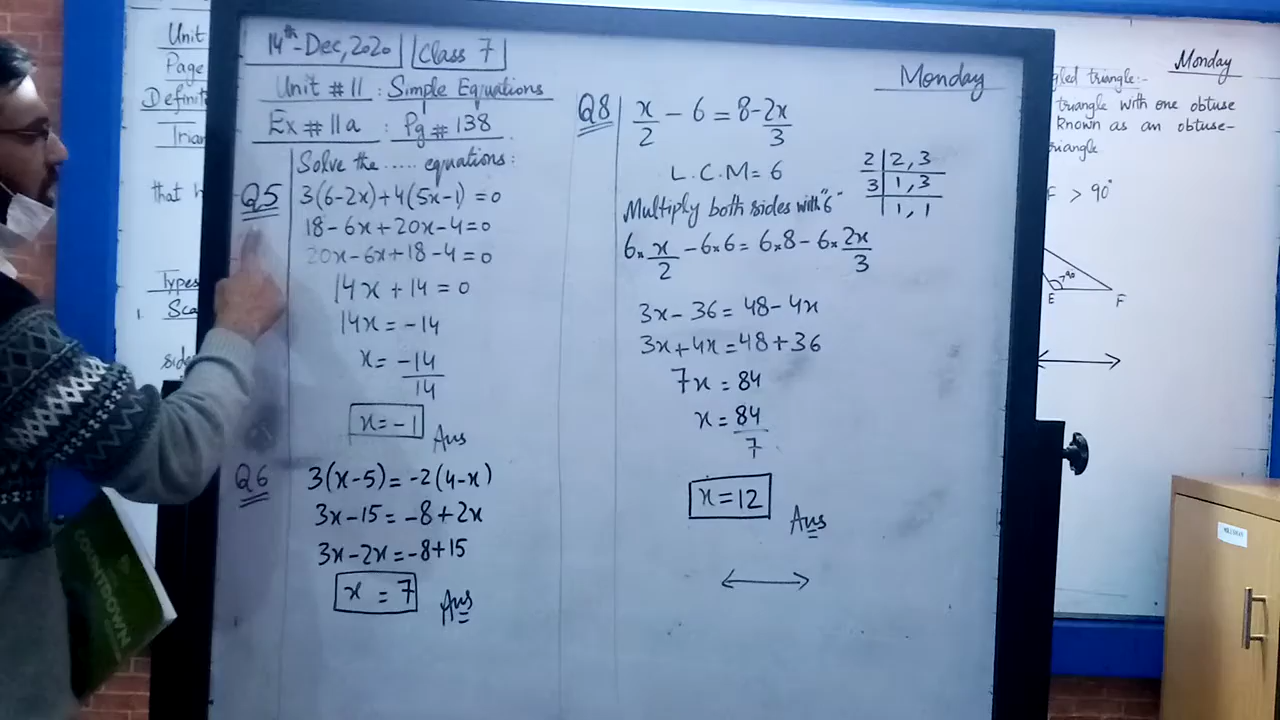 14th-Dec,2020 Class 7
Monday
Unit # 11 : Simple Equations
Ex # 11a : Pg # 138
Solve the ..... equations:
Q5
3(6-2x)+4(5x-1)=0
18-6x+20x-4=0
20x-6x+18-4=0
14x+14=0
14x=-14
x=-14/14
x=-1 Ans
Q6
3(x-5)=-2(4-x)
3x-15=-8+2x
3x-2x=-8+15
x=7 Ans
Q8
x/2 - 6 = 8 - 2x/3
L.C.M=6
2|2,3
3|1,3
|1,1
Multiply both sides with "6"
6×x/2 - 6×6 = 6×8 - 6×2x/3
3x-36=48-4x
3x+4x=48+36
7x=84
x=84/7
x=12 Ans
Unit
Page
Types
1.
COUNTDOWN
Monday
gled triangle:-
triangle with one obtuse
known as an obtuse-
riangle
F > 90°
E F